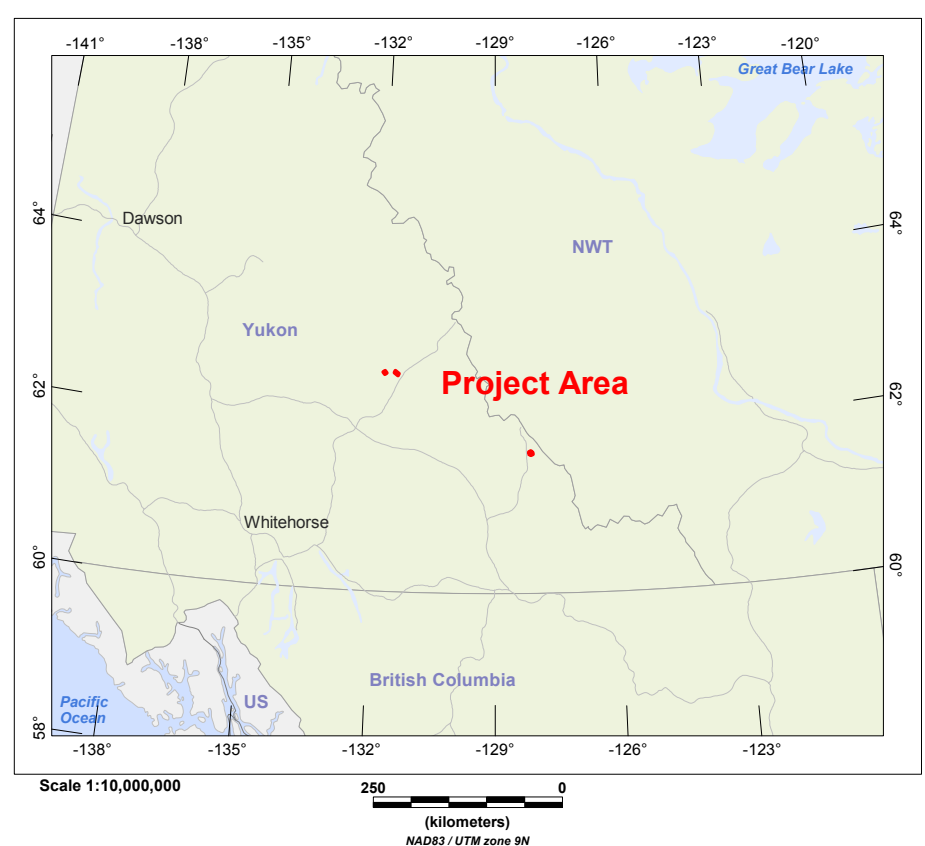 -141° -138° -135° -132° -129° -126° -123° -120°
Great Bear Lake
64°
Dawson
64°
NWT
Yukon
62°
Project Area
62°
Whitehorse
60°
60°
British Columbia
Pacific
Ocean
US
58°
-138° -135° -132° -129° -126° -123°
Scale 1:10,000,000
250 0
(kilometers)
NAD83 / UTM zone 9N